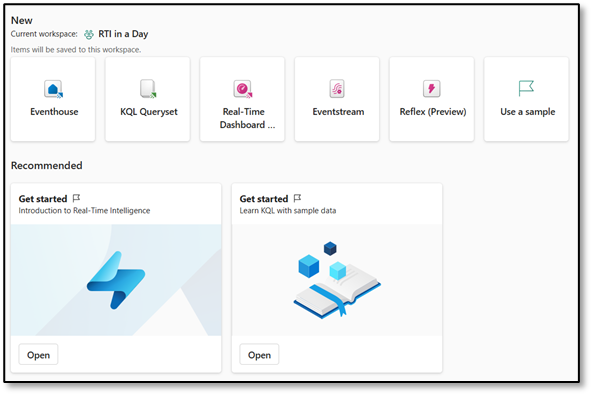 New
Current workspace: RTI in a Day
Items will be saved to this workspace.
Eventhouse
KQL Queryset
Real-Time
Dashboard ...
Eventstream
Reflex (Preview)
Use a sample
Recommended
Get started
Introduction to Real-Time Intelligence
Open
Get started
Learn KQL with sample data
Open